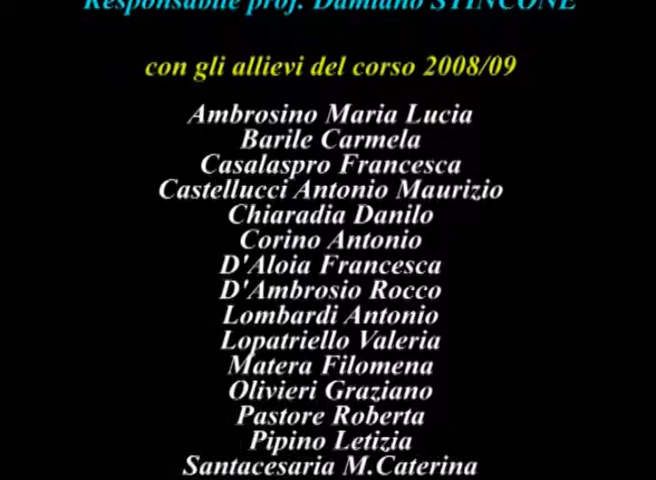 Responsabile prof. Damiano STINCONE
con gli allievi del corso 2008/09
Ambrosino Maria Lucia
Barile Carmela
Casalaspro Francesca
Castellucci Antonio Maurizio
Chiaradia Danilo
Corino Antonio
D'Aloia Francesca
D'Ambrosio Rocco
Lombardi Antonio
Lopatriello Valeria
Matera Filomena
Olivieri Graziano
Pastore Roberta
Pipino Letizia
Santacesaria M.Caterina